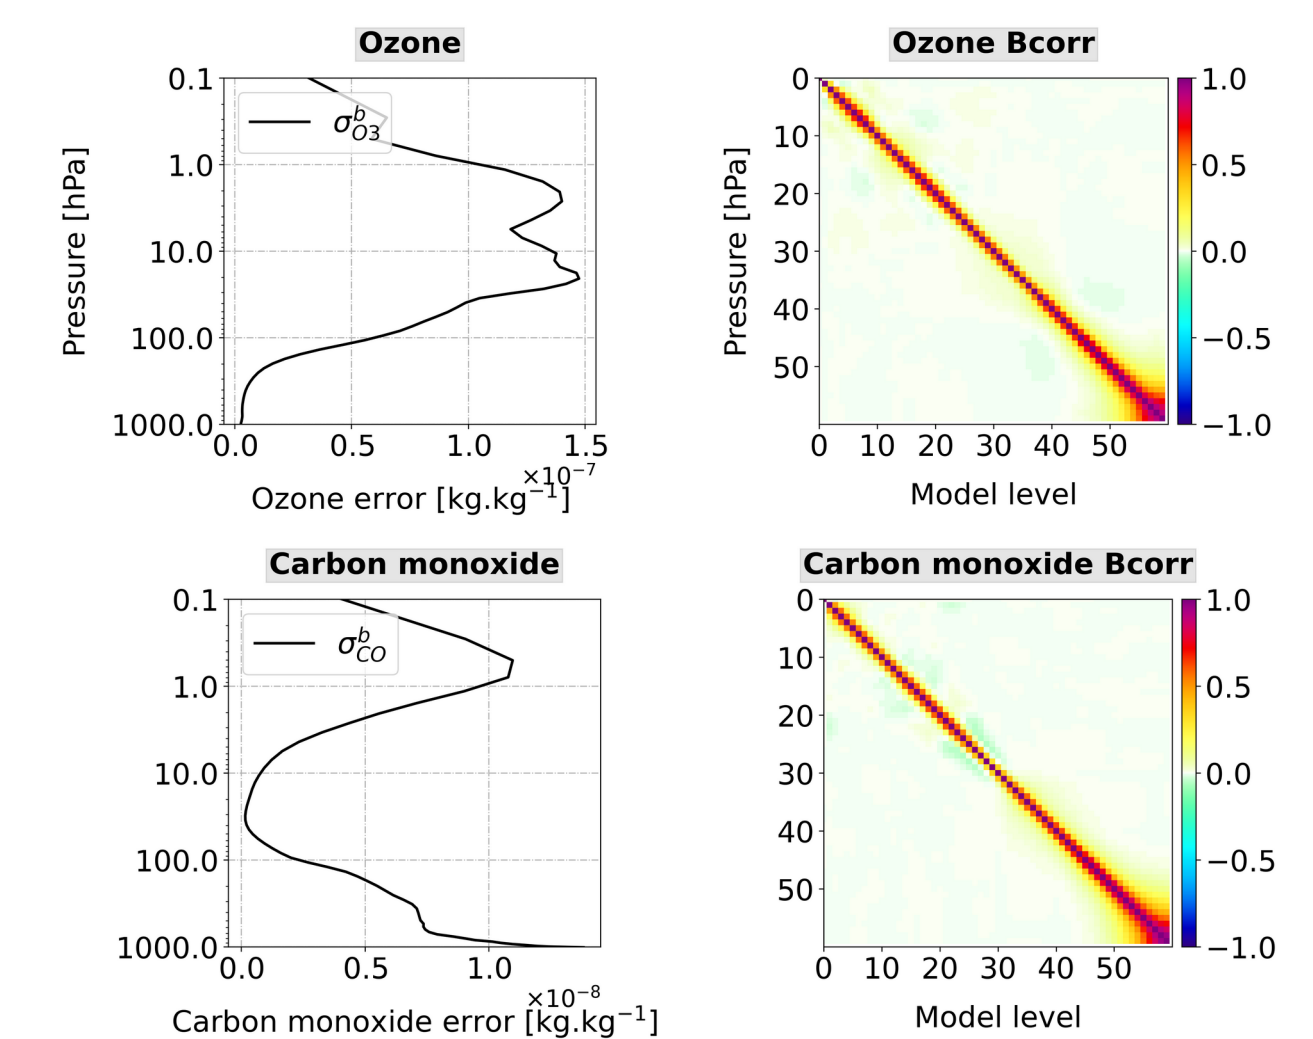 Ozone
Pressure [hPa]
0.1
1.0
10.0
100.0
1000.0
σ^b_{O3}
0.0 0.5 1.0 1.5
×10⁻⁷
Ozone error [kg.kg⁻¹]
Ozone Bcorr
Pressure [hPa]
0
10
20
30
40
50
0 10 20 30 40 50
Model level
1.0
0.5
0.0
−0.5
−1.0
Carbon monoxide
0.1
1.0
10.0
100.0
1000.0
σ^b_{CO}
0.0 0.5 1.0
×10⁻⁸
Carbon monoxide error [kg.kg⁻¹]
Carbon monoxide Bcorr
0
10
20
30
40
50
0 10 20 30 40 50
Model level
1.0
0.5
0.0
−0.5
−1.0